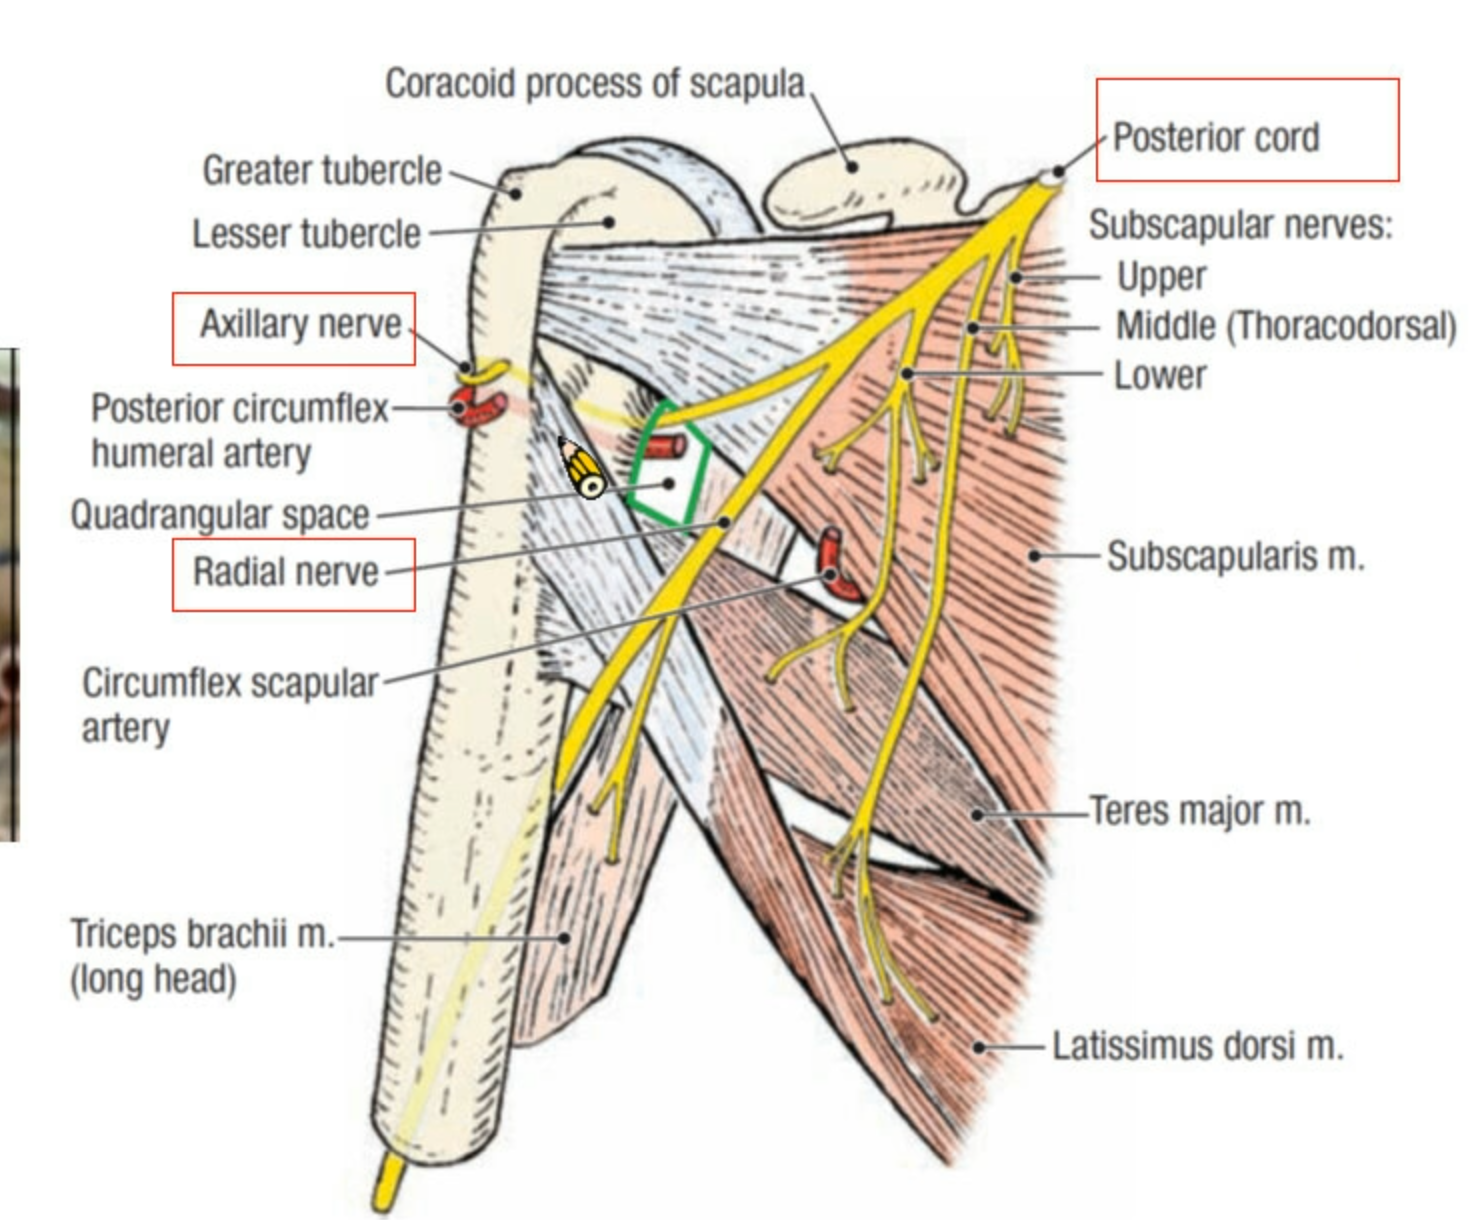 Coracoid process of scapula
Posterior cord
Greater tubercle
Lesser tubercle
Subscapular nerves:
Upper
Axillary nerve
Middle (Thoracodorsal)
Lower
Posterior circumflex
humeral artery
Quadrangular space
Radial nerve
Subscapularis m.
Circumflex scapular
artery
Teres major m.
Triceps brachii m.
(long head)
Latissimus dorsi m.